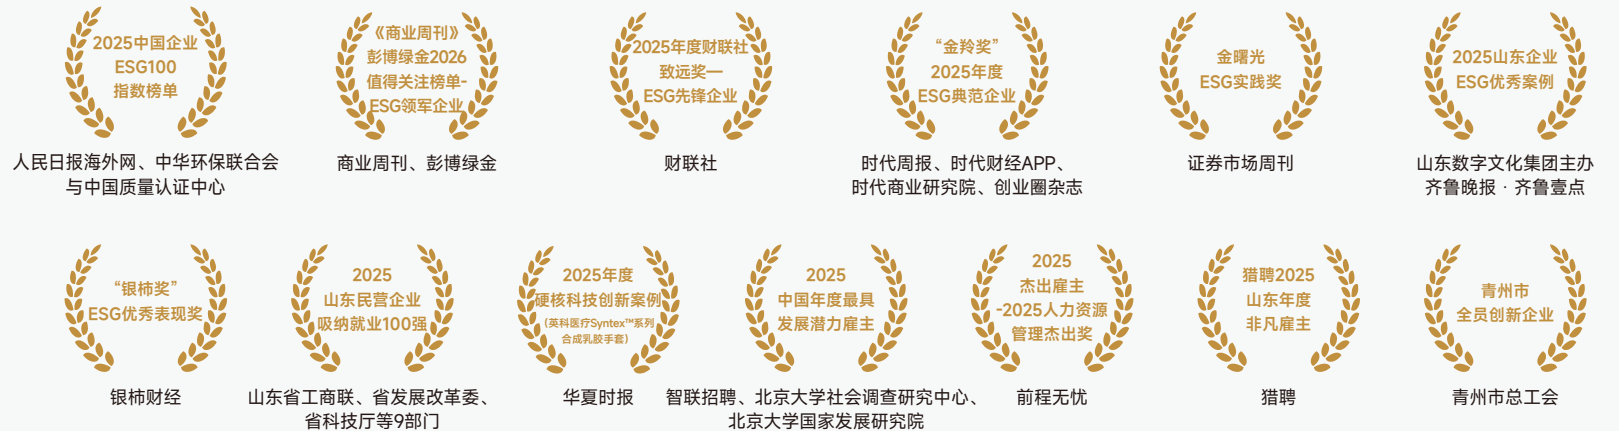 2025中国企业
ESG100
指数榜单
人民日报海外网、中华环保联合会
与中国质量认证中心
《商业周刊》
彭博绿金2026
值得关注榜单-
ESG领军企业
商业周刊、彭博绿金
2025年度财联社
致远奖—
ESG先锋企业
财联社
“金羚奖”
2025年度
ESG典范企业
时代周报、时代财经APP、
时代商业研究院、创业圈杂志
金曙光
ESG实践奖
证券市场周刊
2025山东企业
ESG优秀案例
山东数字文化集团主办
齐鲁晚报 · 齐鲁壹点
“银柿奖”
ESG优秀表现奖
银柿财经
2025
山东民营企业
吸纳就业100强
山东省工商联、省发展改革委、
省科技厅等9部门
2025年度
硬核科技创新案例
(英科医疗Syntex™系列
合成乳胶手套)
华夏时报
2025
中国年度最具
发展潜力雇主
智联招聘、北京大学社会调查研究中心、
北京大学国家发展研究院
2025
杰出雇主
-2025人力资源
管理杰出奖
前程无忧
猎聘2025
山东年度
非凡雇主
猎聘
青州市
全员创新企业
青州市总工会